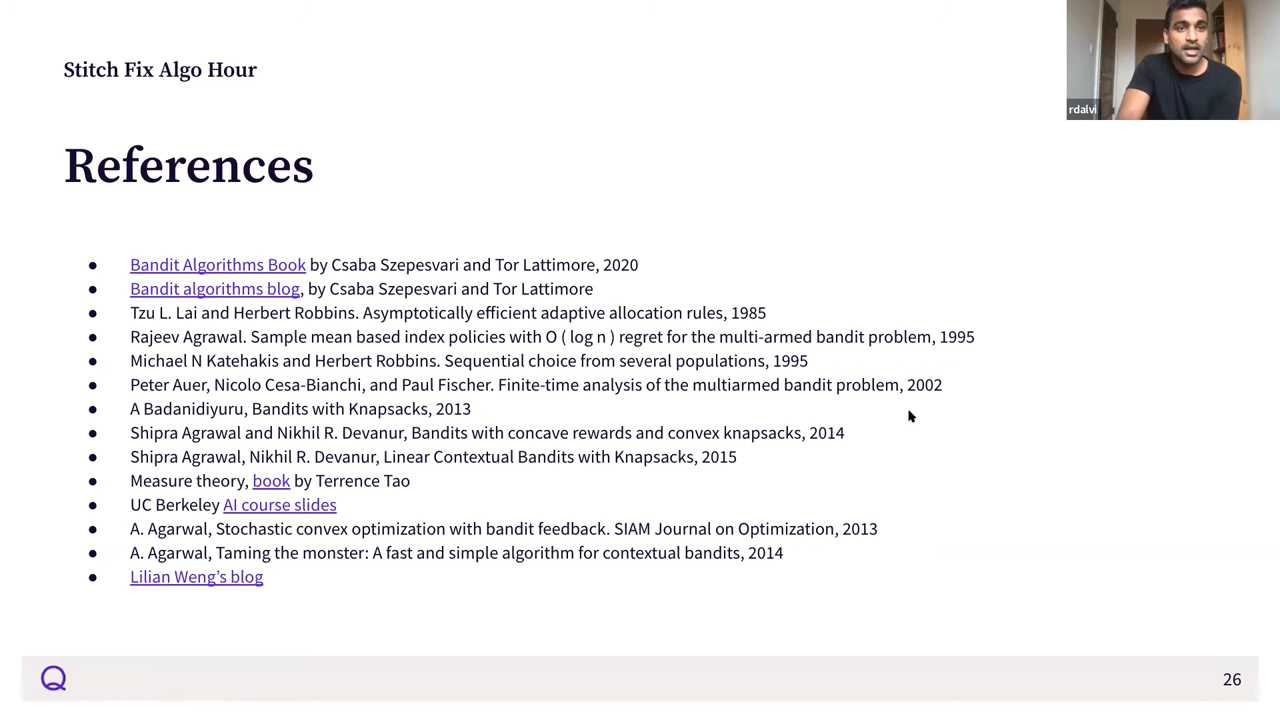 Stitch Fix Algo Hour
rdalvi
References
● Bandit Algorithms Book by Csaba Szepesvari and Tor Lattimore, 2020
● Bandit algorithms blog, by Csaba Szepesvari and Tor Lattimore
● Tzu L. Lai and Herbert Robbins. Asymptotically efficient adaptive allocation rules, 1985
● Rajeev Agrawal. Sample mean based index policies with O ( log n ) regret for the multi-armed bandit problem, 1995
● Michael N Katehakis and Herbert Robbins. Sequential choice from several populations, 1995
● Peter Auer, Nicolo Cesa-Bianchi, and Paul Fischer. Finite-time analysis of the multiarmed bandit problem, 2002
● A Badanidiyuru, Bandits with Knapsacks, 2013
● Shipra Agrawal and Nikhil R. Devanur, Bandits with concave rewards and convex knapsacks, 2014
● Shipra Agrawal, Nikhil R. Devanur, Linear Contextual Bandits with Knapsacks, 2015
● Measure theory, book by Terrence Tao
● UC Berkeley AI course slides
● A. Agarwal, Stochastic convex optimization with bandit feedback. SIAM Journal on Optimization, 2013
● A. Agarwal, Taming the monster: A fast and simple algorithm for contextual bandits, 2014
● Lilian Weng’s blog
26